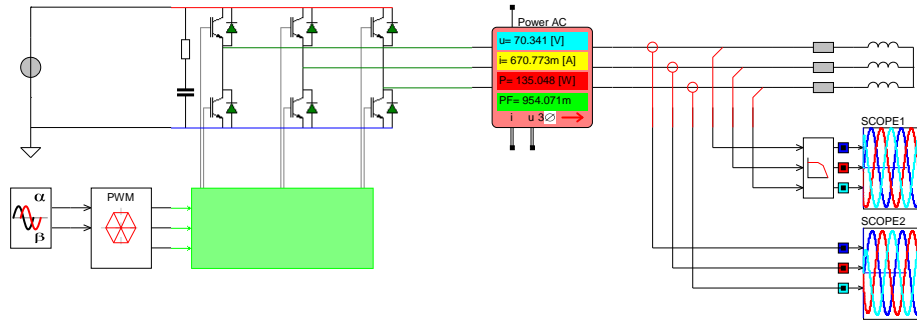 Power AC
u= 70.341 [V]
i= 670.773m [A]
P= 135.048 [W]
PF= 954.071m
i u 3∅
SCOPE1
α
β
PWM
SCOPE2